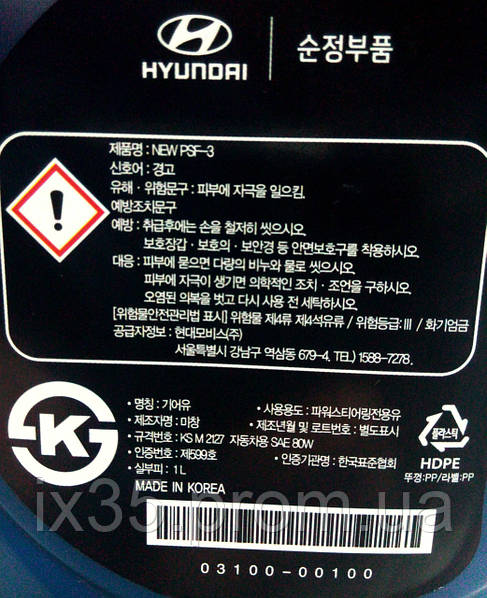 HYUNDAI
순정부품
제품명 : NEW PSF-3
신호어 : 경고
유해 · 위험문구 : 피부에 자극을 일으킴.
예방조치문구
예방 : 취급후에는 손을 철저히 씻으시오.
보호장갑 · 보호의 · 보안경 등 안면보호구를 착용하시오.
대응 : 피부에 묻으면 다량의 비누와 물로 씻으시오.
피부에 자극이 생기면 의학적인 조치 · 조언을 구하시오.
오염된 의복을 벗고 다시 사용 전 세탁하시오.
[위험물안전관리법 표시] 위험물 제4류 제4석유류 / 위험등급:III / 화기엄금
공급자정보 : 현대모비스(주)
서울특별시 강남구 역삼동 679-4. TEL) 1588-7278.
• 명칭 : 기어유
• 사용용도 : 파워스티어링전용유
• 제조자명 : 미창
• 제조년월 및 로트번호 : 별도표시
• 규격번호 : KS M 2127 자동차용 SAE 80W
• 인증번호 : 제599호
• 인증기관명 : 한국표준협회
• 실부피 : 1 L
MADE IN KOREA
플라스틱
HDPE
뚜껑:PP/라벨:PP
ix35.prom.ua
03100-00100